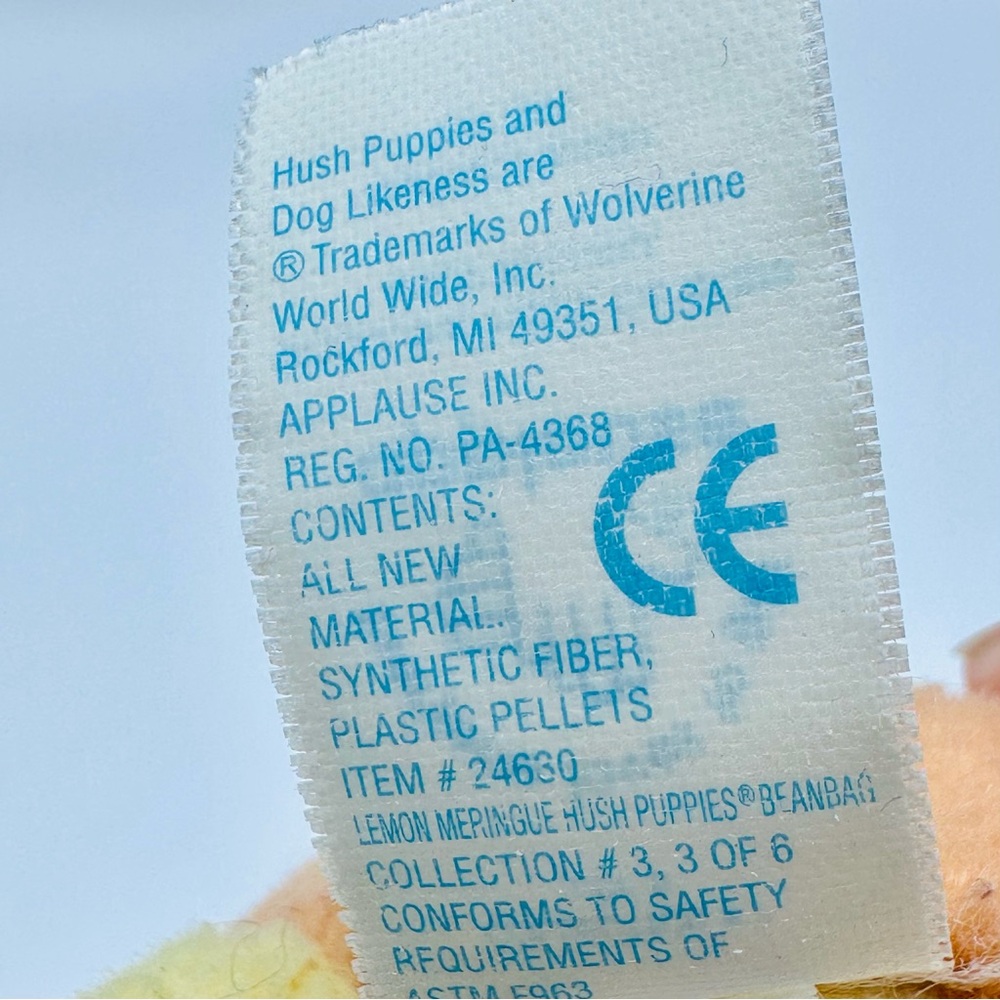 Hush Puppies and
Dog Likeness are
® Trademarks of Wolverine
World Wide, Inc.
Rockford, MI 49351, USA
APPLAUSE INC.
REG. NO. PA-4368
CE
CONTENTS:
ALL NEW
MATERIAL.
SYNTHETIC FIBER,
PLASTIC PELLETS
ITEM # 24630
LEMON MERINGUE HUSH PUPPIES® BEANBAG
COLLECTION # 3, 3 OF 6
CONFORMS TO SAFETY
REQUIREMENTS OF
ASTM F963